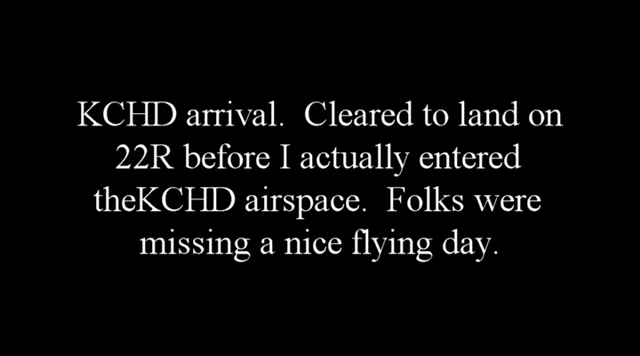 KCHD arrival.  Cleared to land on
22R before I actually entered
theKCHD airspace.  Folks were
missing a nice flying day.